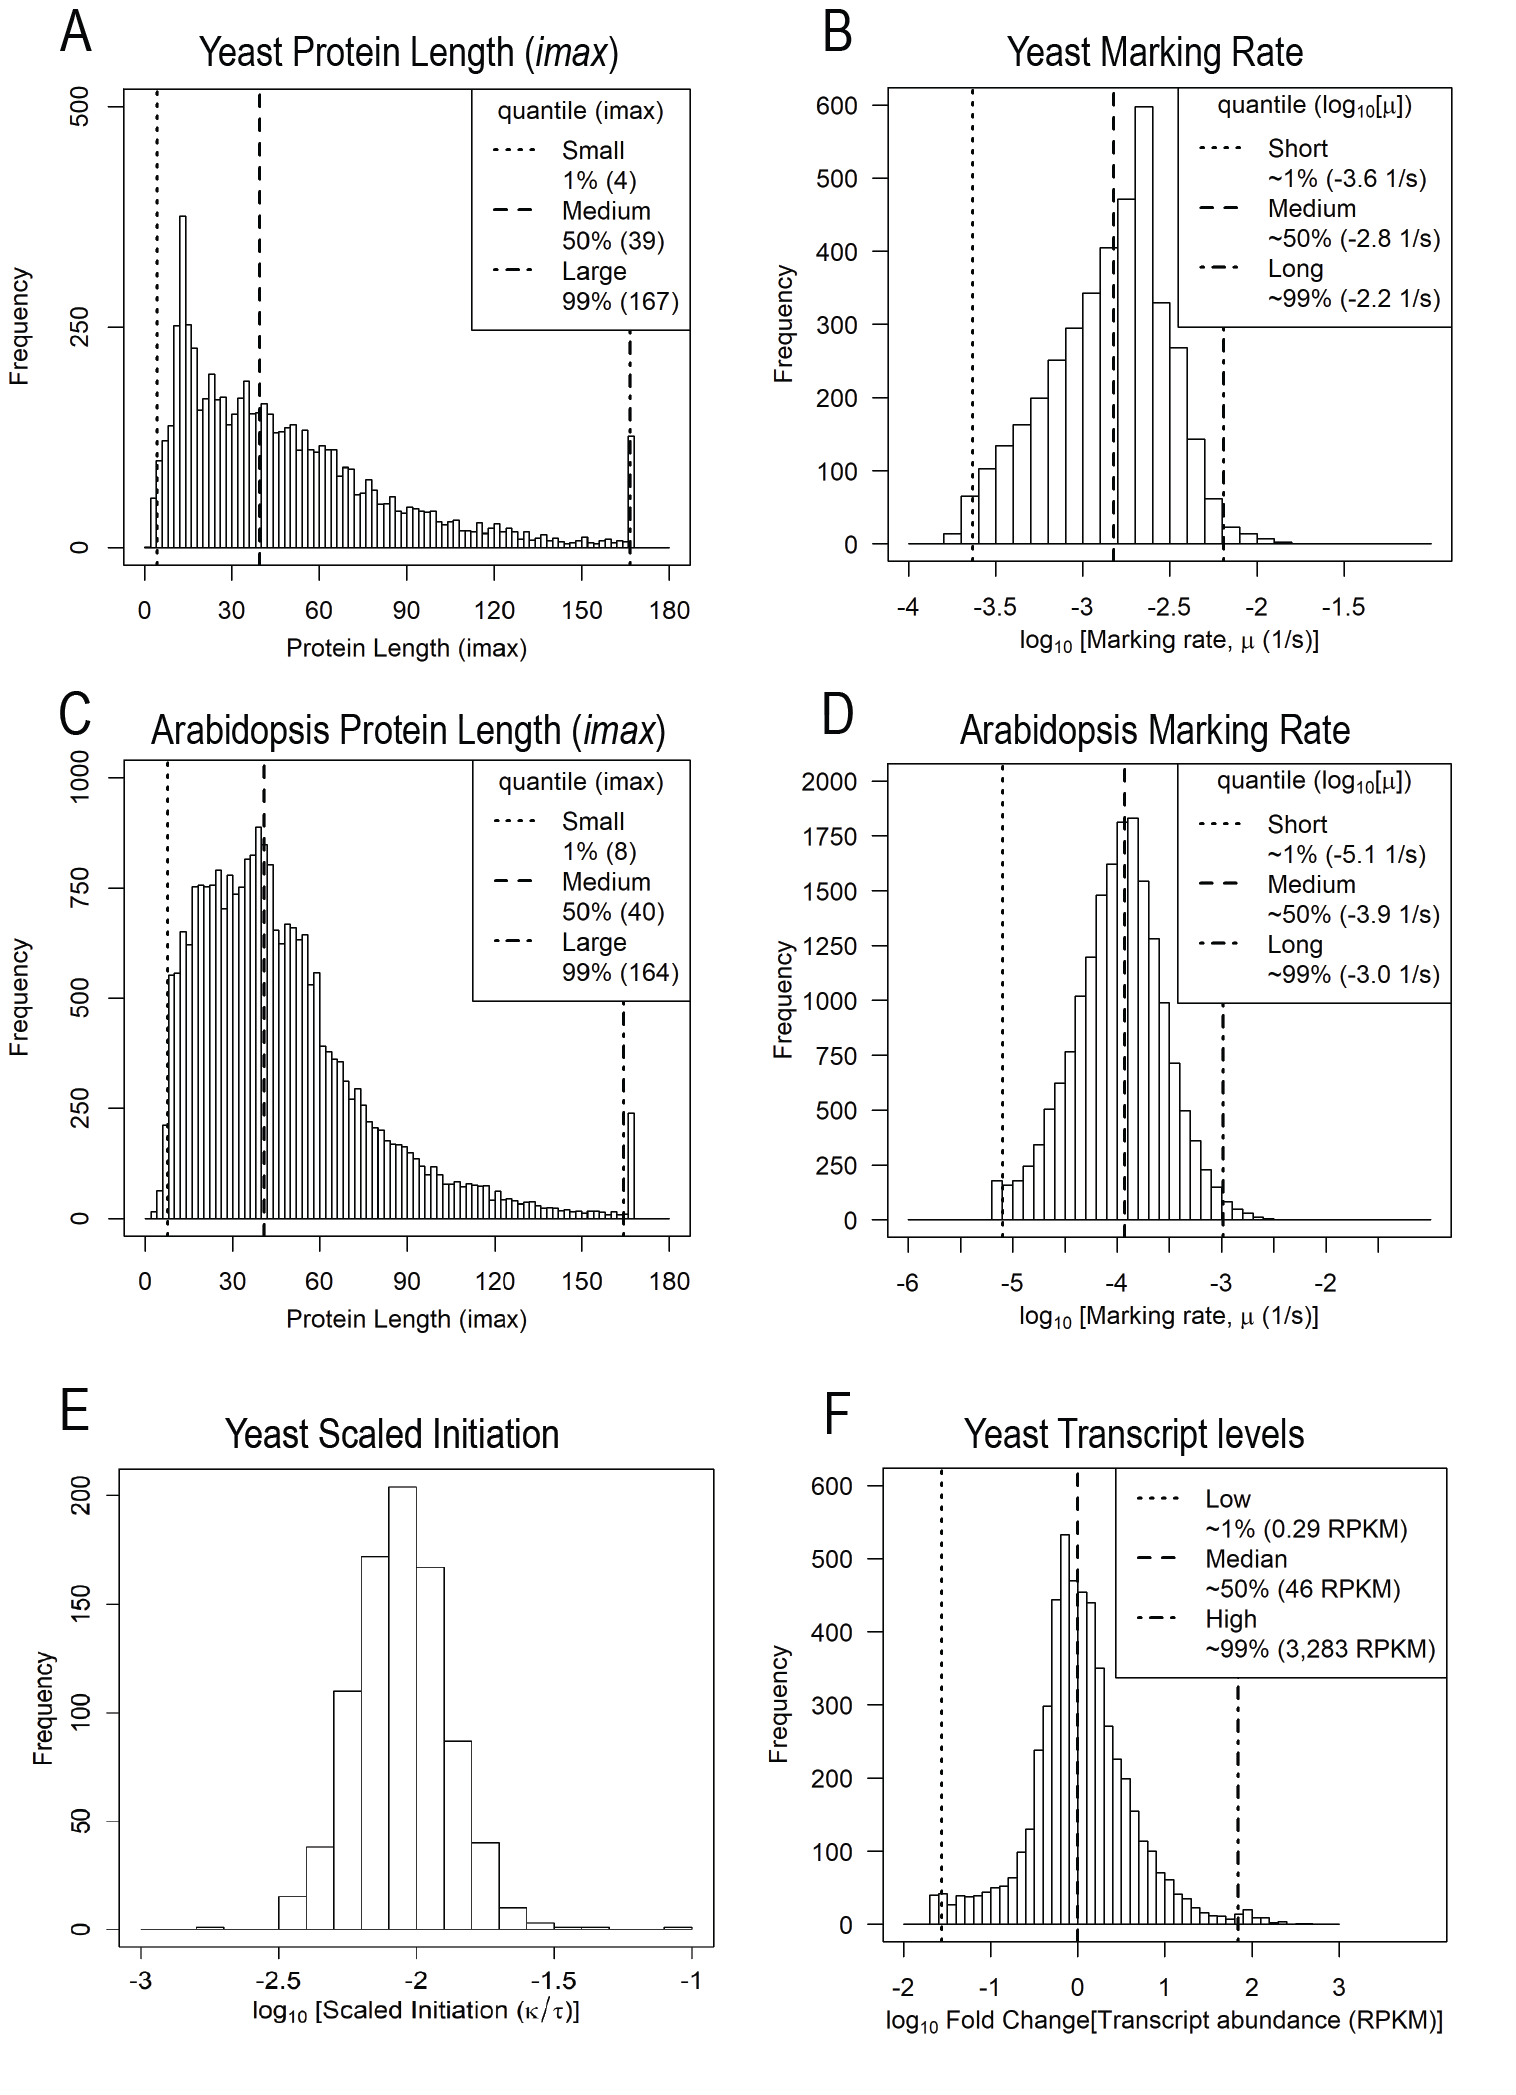 A
Yeast Protein Length (imax)
500
250
0
Frequency
quantile (imax)
Small
1% (4)
Medium
50% (39)
Large
99% (167)
0 30 60 90 120 150 180
Protein Length (imax)
B
Yeast Marking Rate
600
500
400
300
200
100
0
Frequency
quantile (log₁₀[μ])
Short
~1% (-3.6 1/s)
Medium
~50% (-2.8 1/s)
Long
~99% (-2.2 1/s)
-4 -3.5 -3 -2.5 -2 -1.5
log₁₀ [Marking rate, μ (1/s)]
C
Arabidopsis Protein Length (imax)
1000
750
500
250
0
Frequency
quantile (imax)
Small
1% (8)
Medium
50% (40)
Large
99% (164)
0 30 60 90 120 150 180
Protein Length (imax)
D
Arabidopsis Marking Rate
2000
1750
1500
1250
1000
750
500
250
0
Frequency
quantile (log₁₀[μ])
Short
~1% (-5.1 1/s)
Medium
~50% (-3.9 1/s)
Long
~99% (-3.0 1/s)
-6 -5 -4 -3 -2
log₁₀ [Marking rate, μ (1/s)]
E
Yeast Scaled Initiation
200
150
100
50
0
Frequency
-3 -2.5 -2 -1.5 -1
log₁₀ [Scaled Initiation (κ/τ)]
F
Yeast Transcript levels
600
500
400
300
200
100
0
Frequency
Low
~1% (0.29 RPKM)
Median
~50% (46 RPKM)
High
~99% (3,283 RPKM)
-2 -1 0 1 2 3
log₁₀ Fold Change[Transcript abundance (RPKM)]